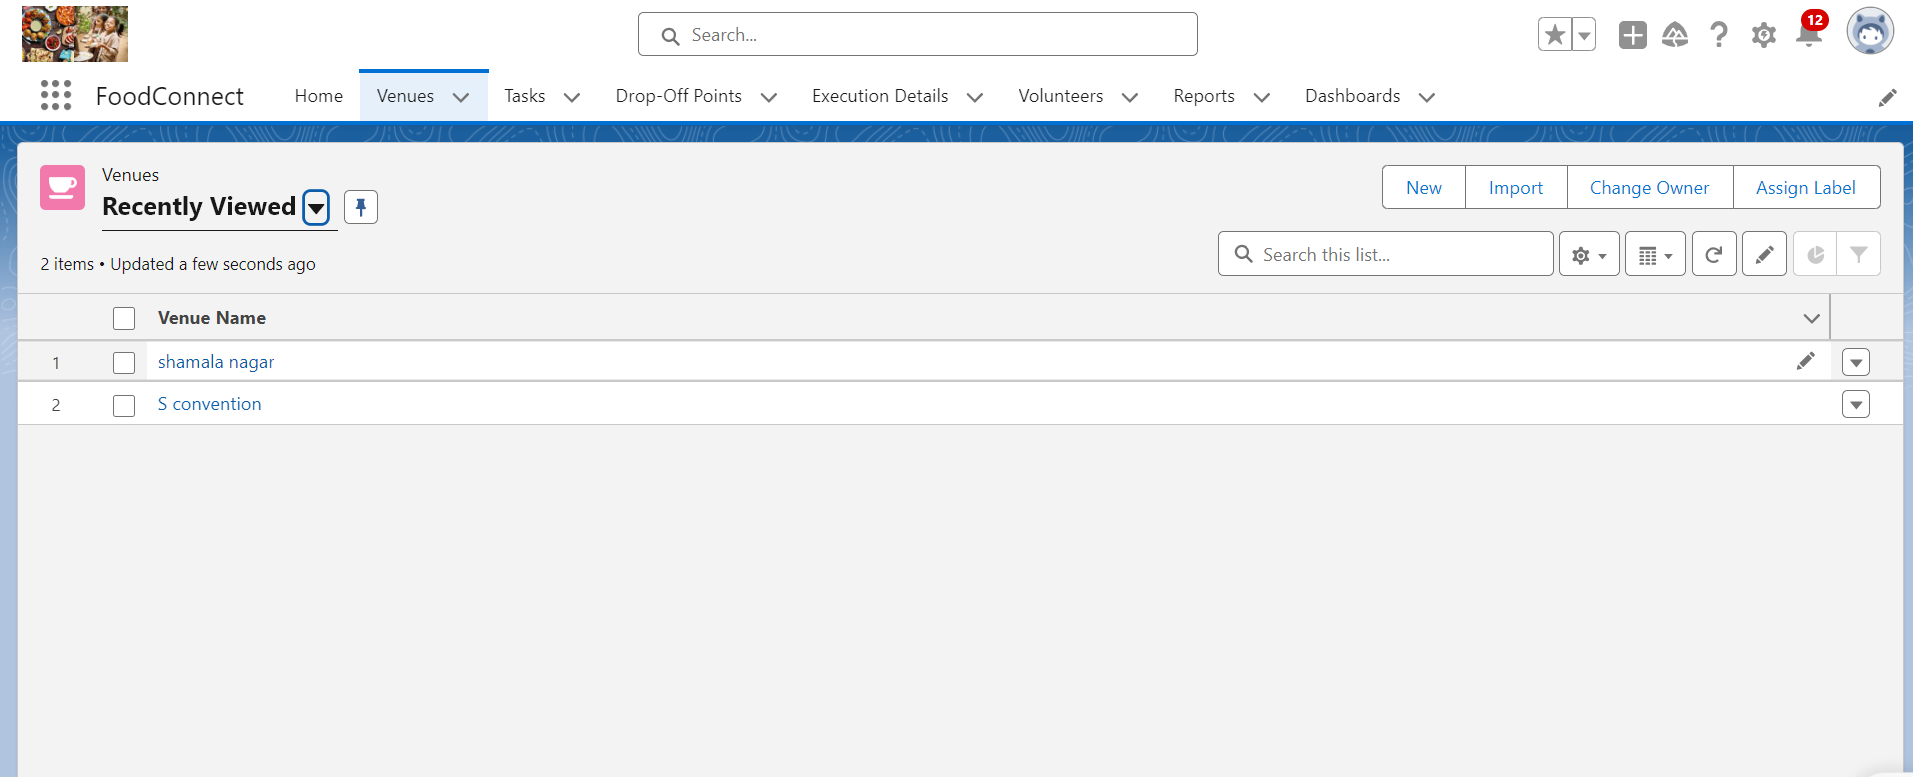 Search...
12
FoodConnect
Home
Venues
Tasks
Drop-Off Points
Execution Details
Volunteers
Reports
Dashboards
Venues
Recently Viewed
New
Import
Change Owner
Assign Label
2 items • Updated a few seconds ago
Search this list...
Venue Name
1
shamala nagar
2
S convention